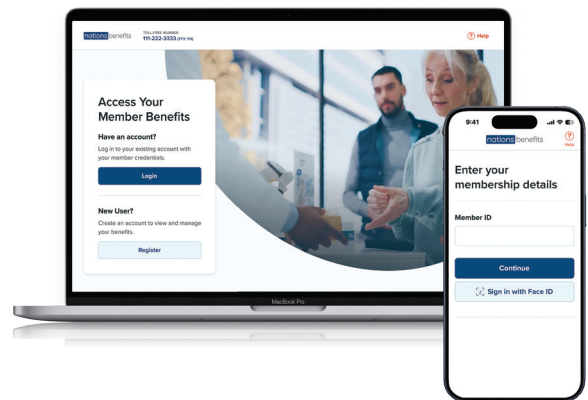 nations benefits
TOLL-FREE NUMBER
111-222-3333 (TTY: 711)
? Help
Access Your
Member Benefits
Have an account?
Log in to your existing account with
your member credentials.
Login
New User?
Create an account to view and manage
your benefits.
Register
MacBook Pro
9:41
nations benefits
?
Help
Enter your
membership details
Member ID
Continue
Sign in with Face ID